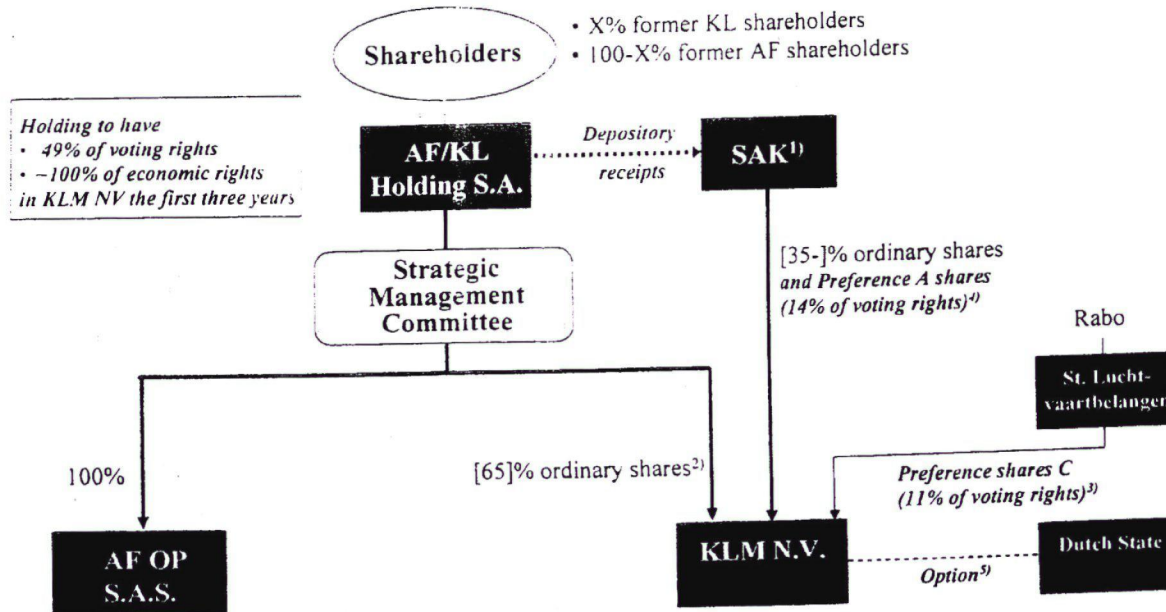 Shareholders
• X% former KL shareholders
• 100-X% former AF shareholders
Holding to have
• 49% of voting rights
• ~100% of economic rights
in KLM NV the first three years
AF/KL
Holding S.A.
Depository
receipts
SAK1)
Strategic
Management
Committee
[35-]% ordinary shares
and Preference A shares
(14% of voting rights)4)
Rabo
St. Lucht-
vaartbelangen
100%
[65]% ordinary shares2)
Preference shares C
(11% of voting rights)3)
AF OP
S.A.S.
KLM N.V.
Option5)
Dutch State